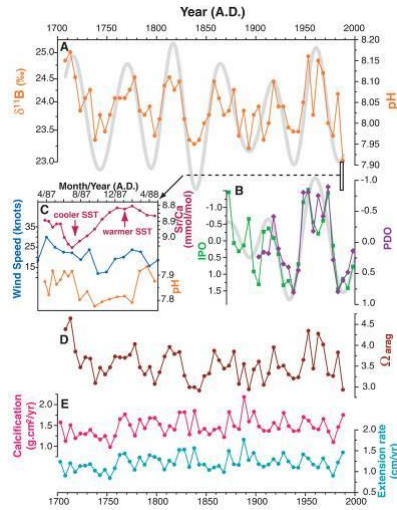 Year (A.D.)
1700 1750 1800 1850 1900 1950 2000
A
25.0
24.5
24.0
23.5
23.0
δ¹¹B (‰)
8.20
8.15
8.10
8.05
8.00
7.95
7.90
pH
Month/Year (A.D.)
4/87 8/87 12/87 4/88
C
cooler SST
warmer SST
8.8
9.0
Sr/Ca
(mmol/mol)
35
25
15
Wind Speed (knots)
7.9
7.8
pH
B
-1.0
-0.5
0.0
0.5
1.0
1.5
IPO
-1.0
-0.5
0.0
0.5
1.0
PDO
D
4.5
4.0
3.5
3.0
Ω arag
E
2.0
1.5
1.0
Calcification
(g.cm²/yr)
2.0
1.5
1.0
0.5
Extension rate
(cm/yr)
1700 1750 1800 1850 1900 1950 2000